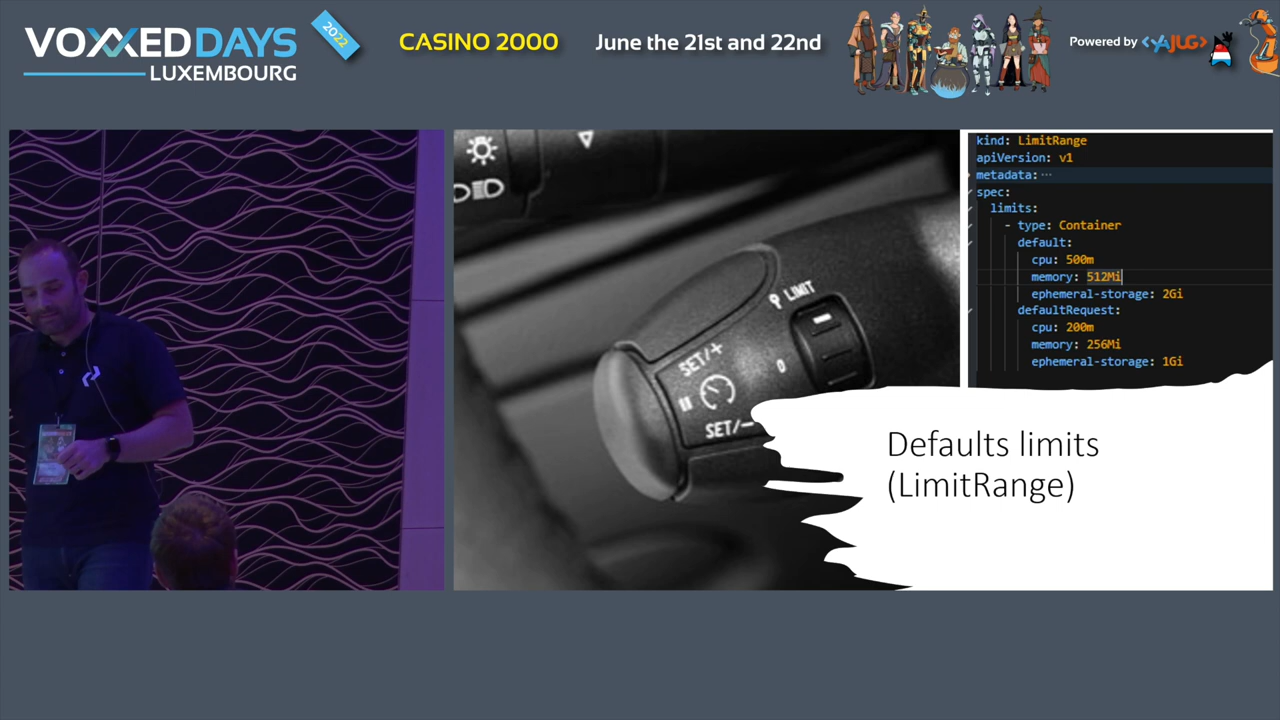 VOXXEDDAYS
LUXEMBOURG
2022
CASINO 2000
June the 21st and 22nd
Powered by <YAJUG>
LIMIT
SET/+
0
SET/–
kind: LimitRange
apiVersion: v1
metadata: ...
spec:
limits:
- type: Container
default:
cpu: 500m
memory: 512Mi
ephemeral-storage: 2Gi
defaultRequest:
cpu: 200m
memory: 256Mi
ephemeral-storage: 1Gi
Defaults limits
(LimitRange)